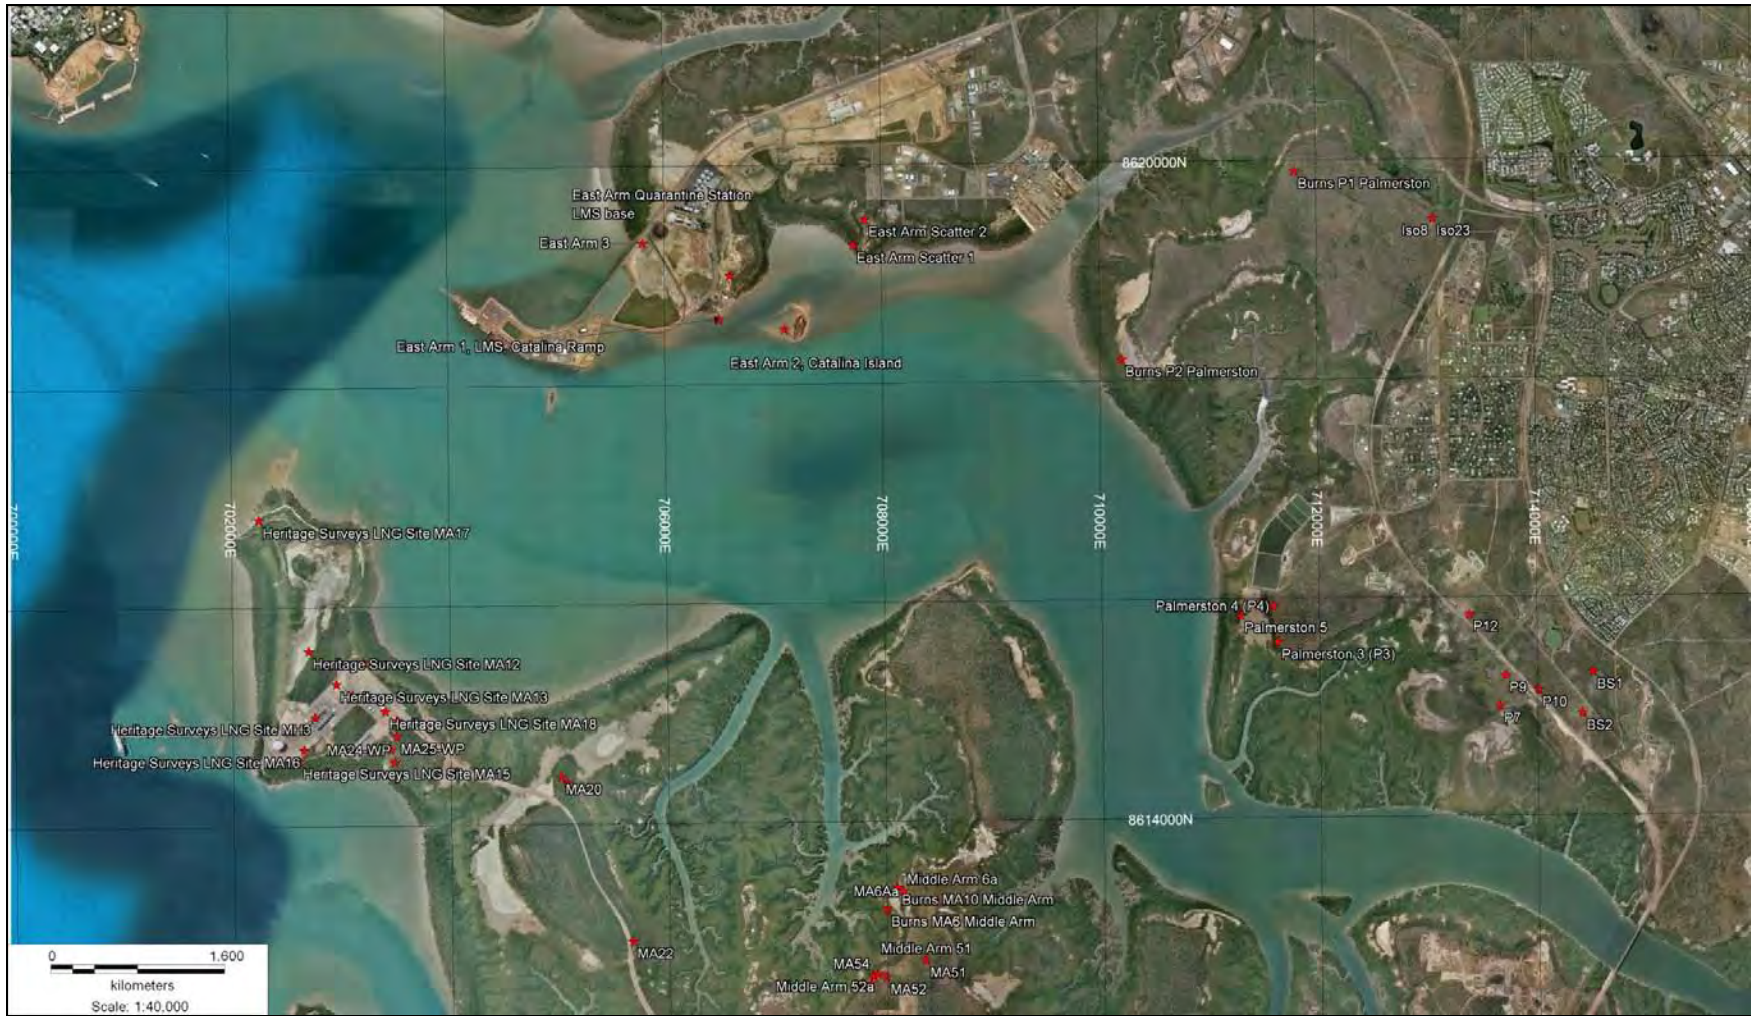 8620000N
Burns P1 Palmerston
East Arm Quarantine Station
LMS base
Iso8 Iso23
East Arm 3
East Arm Scatter 2
East Arm Scatter 1
East Arm 1, LMS, Catalina Ramp
East Arm 2, Catalina Island
Burns P2 Palmerston
700000E
702000E
706000E
708000E
710000E
712000E
714000E
Heritage Surveys LNG Site MA17
Palmerston 4 (P4)
Palmerston 5
P12
Palmerston 3 (P3)
Heritage Surveys LNG Site MA12
BS1
P9
Heritage Surveys LNG Site MA13
P10
P7
Heritage Surveys LNG Site MA18
BS2
Heritage Surveys LNG Site MH3
MA24-WP
MA25-WP
Heritage Surveys LNG Site MA16
Heritage Surveys LNG Site MA15
MA20
8614000N
Middle Arm 6a
MA6Aa
Burns MA10 Middle Arm
Burns MA6 Middle Arm
Middle Arm 51
MA22
MA54
MA51
Middle Arm 52a
MA52
0 1.600
kilometers
Scale: 1:40,000